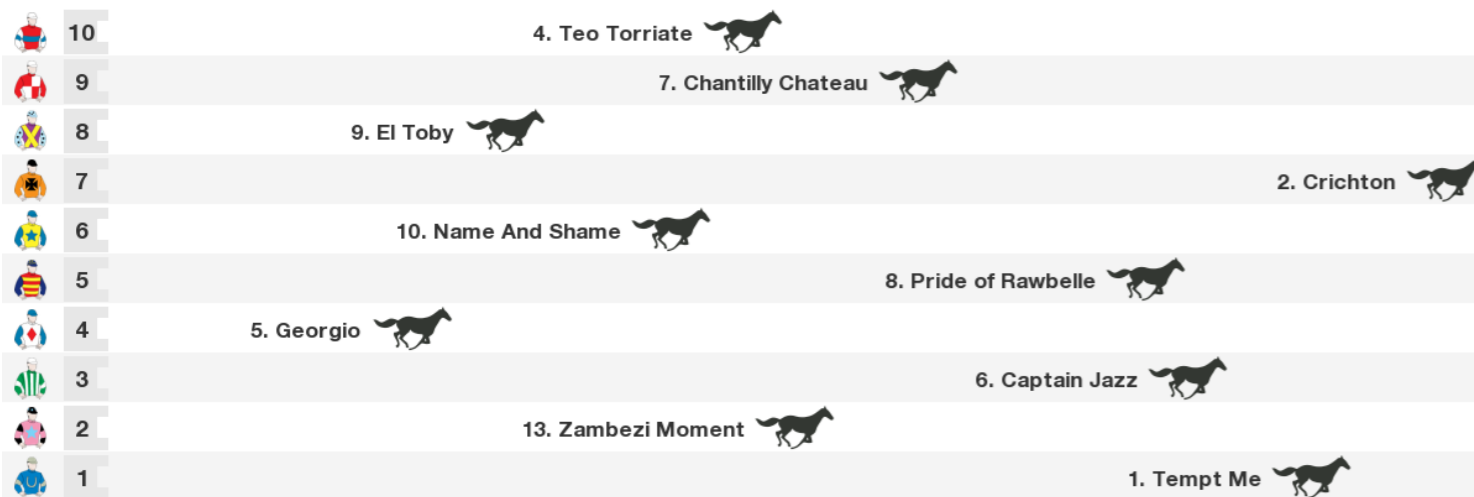 10 4. Teo Torriate
9 7. Chantilly Chateau
8 9. El Toby
7 2. Crichton
6 10. Name And Shame
5 8. Pride of Rawbelle
4 5. Georgio
3 6. Captain Jazz
2 13. Zambezi Moment
1 1. Tempt Me